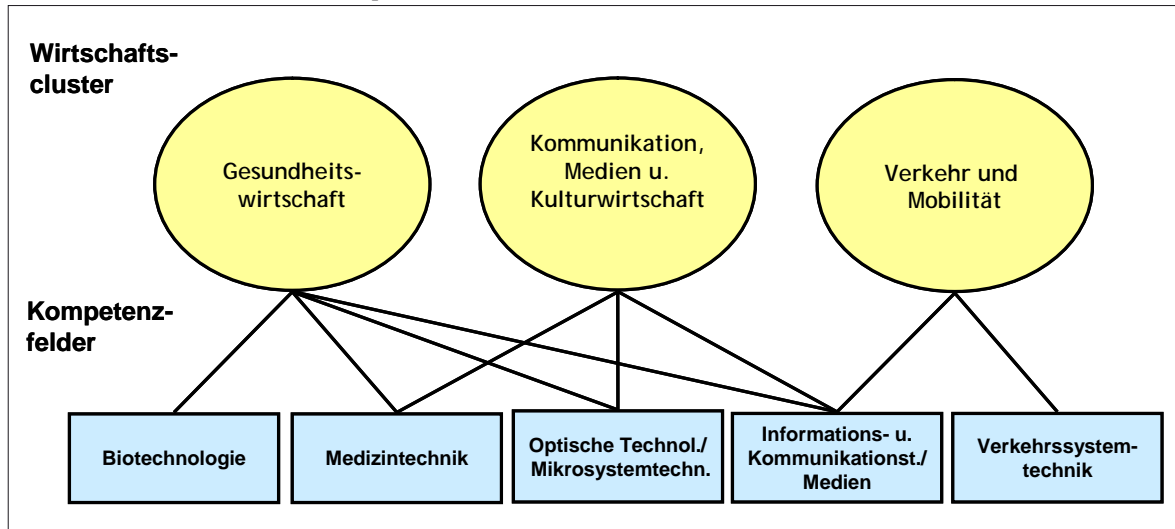 Wirtschafts-
cluster
Gesundheits-
wirtschaft
Kommunikation,
Medien u.
Kulturwirtschaft
Verkehr und
Mobilität
Kompetenz-
felder
Biotechnologie
Medizintechnik
Optische Technol./
Mikrosystemtechn.
Informations- u.
Kommunikationst./
Medien
Verkehrssystem-
technik